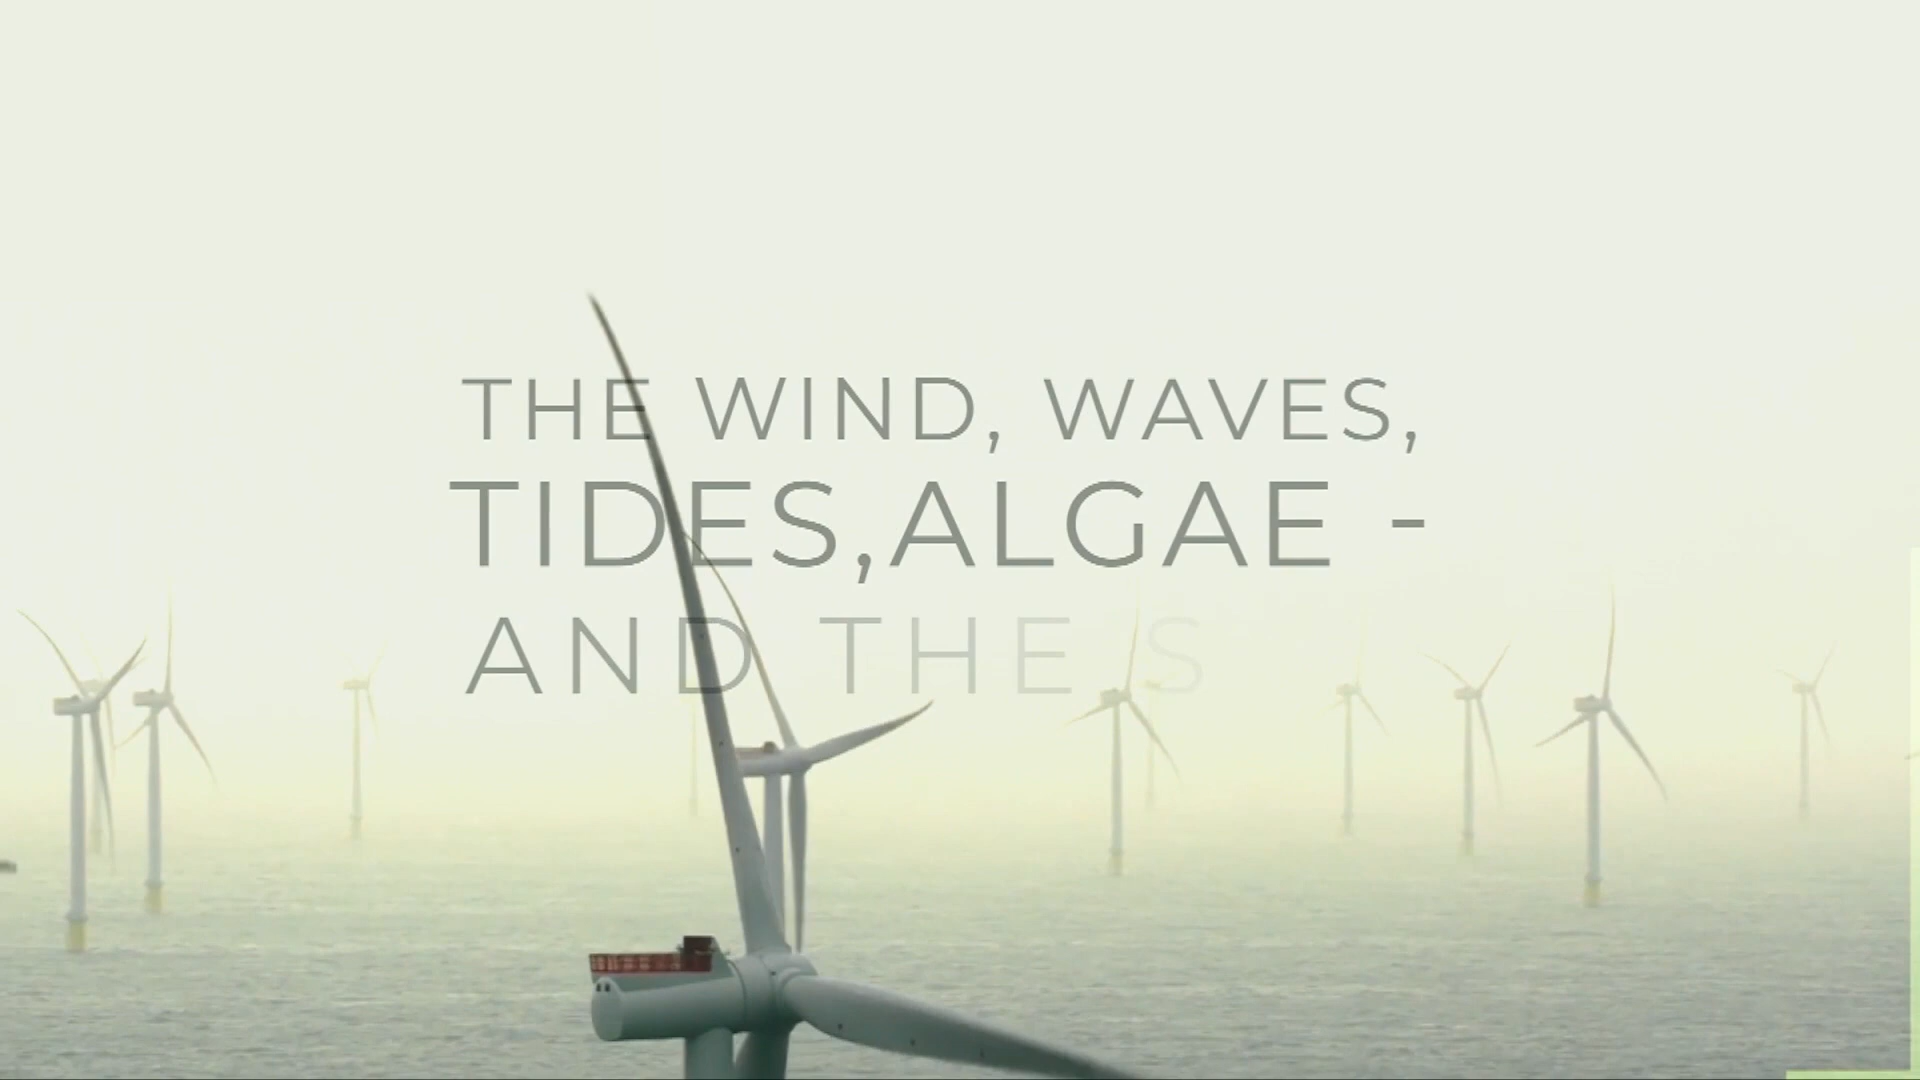 THE WIND, WAVES,
TIDES,ALGAE -
AND THE S